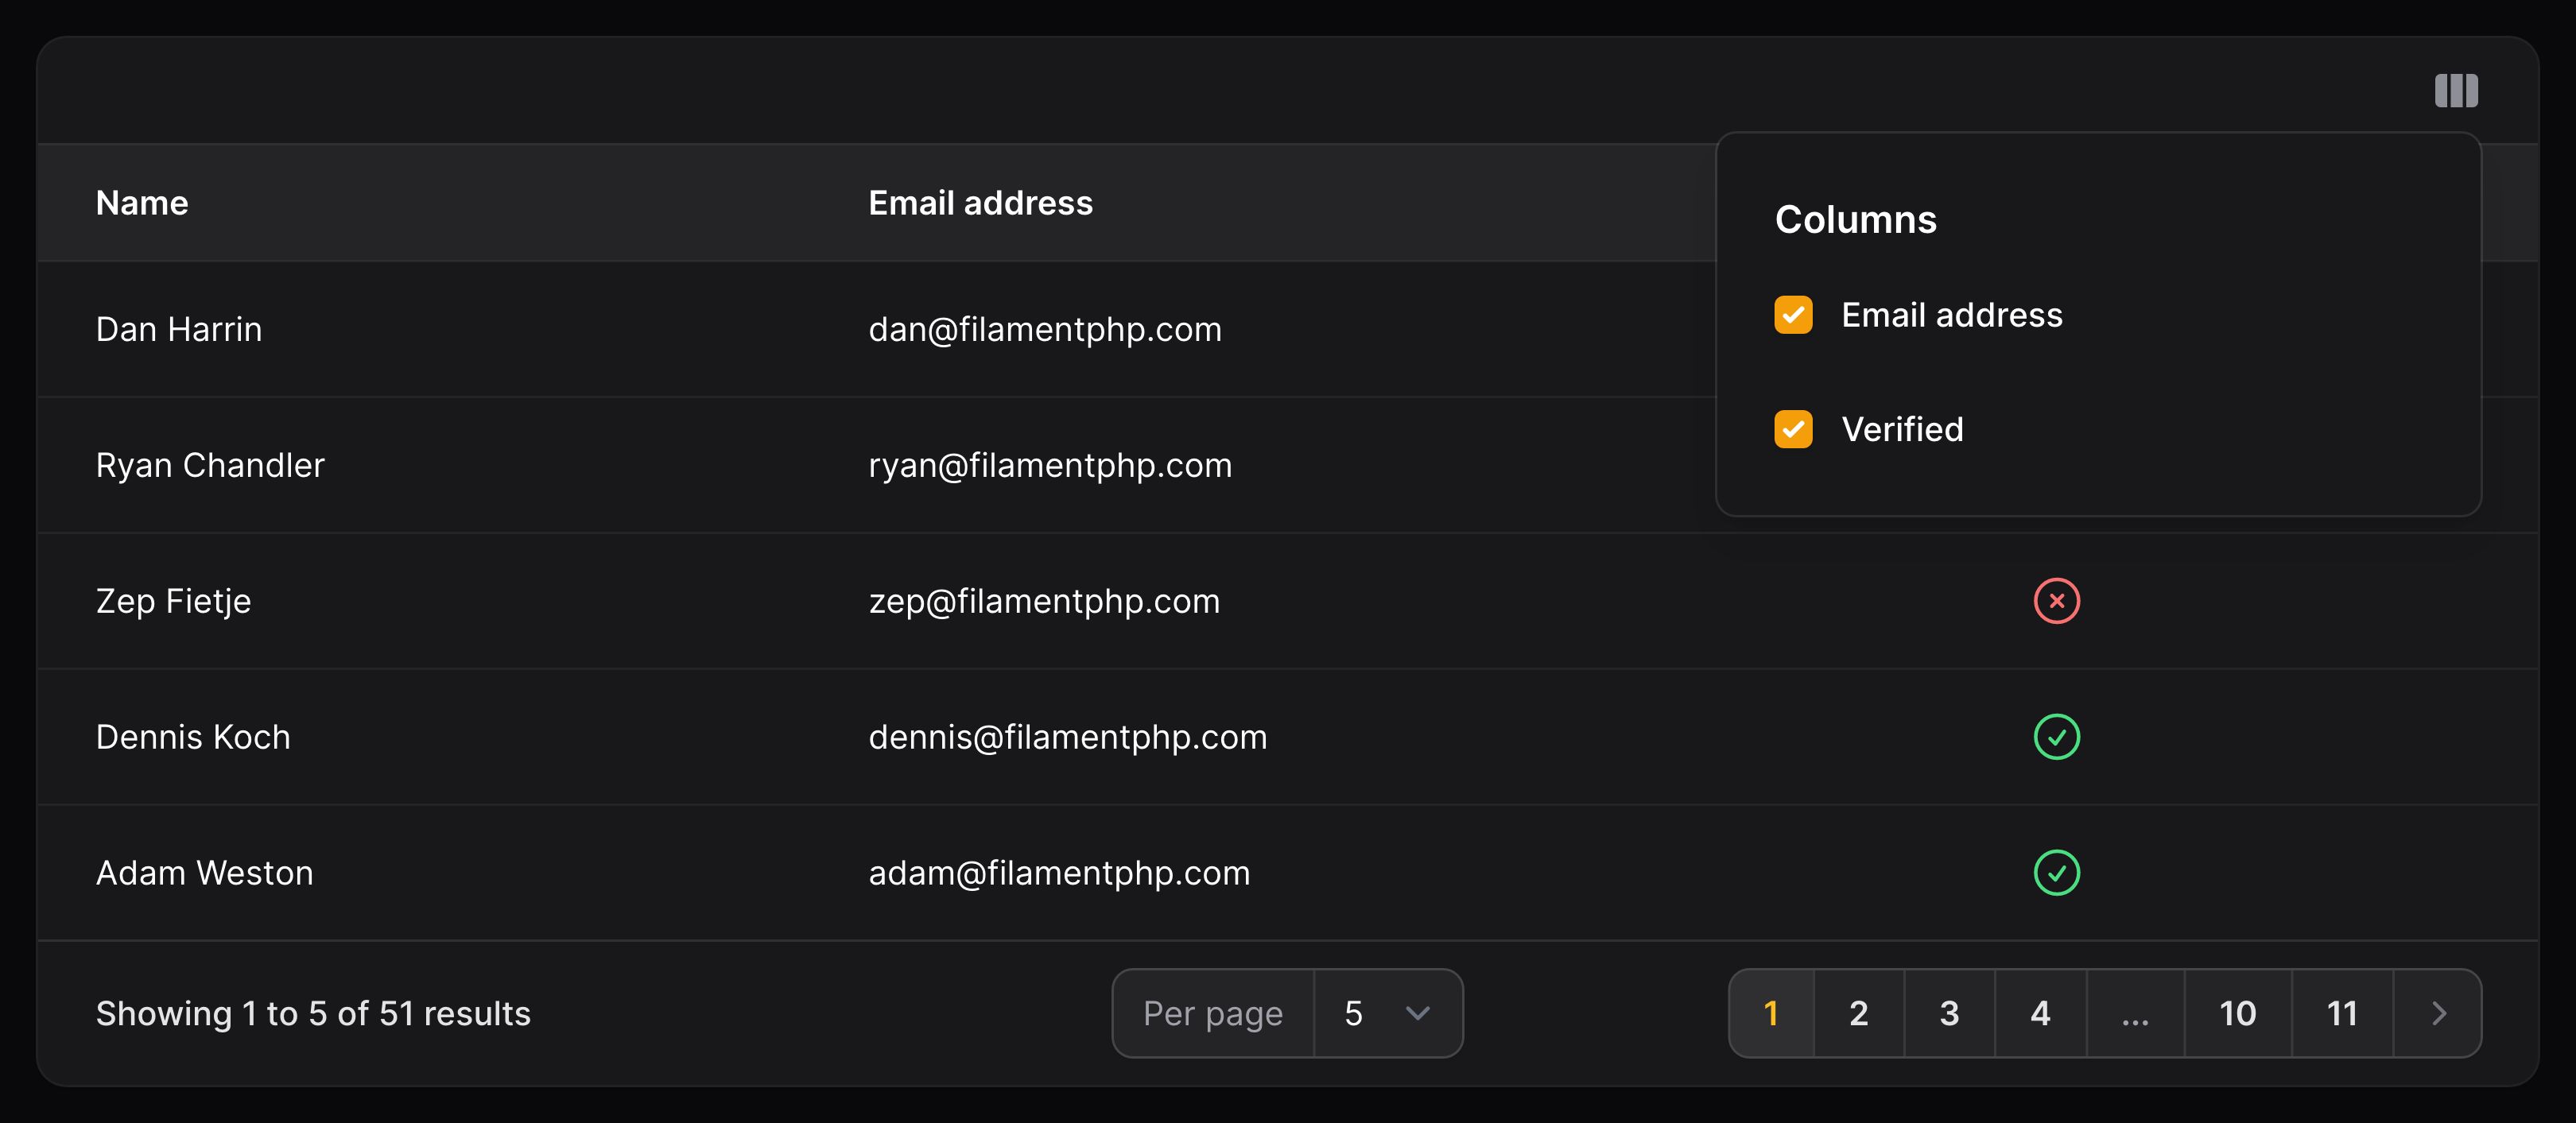 Name Email address
Columns
Email address
Verified
Dan Harrin dan@filamentphp.com
Ryan Chandler ryan@filamentphp.com
Zep Fietje zep@filamentphp.com
Dennis Koch dennis@filamentphp.com
Adam Weston adam@filamentphp.com
Showing 1 to 5 of 51 results Per page 5 1 2 3 4 ... 10 11